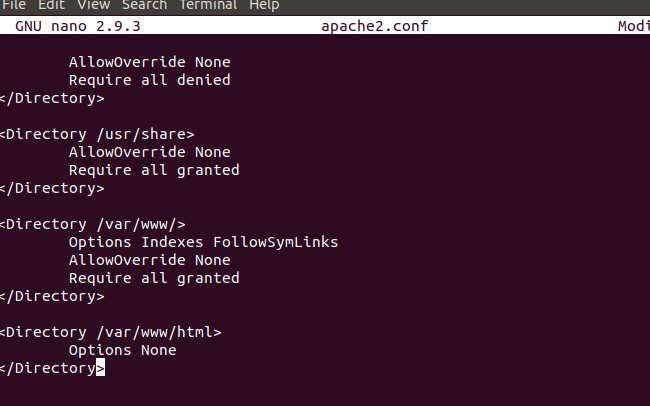 File Edit View Search Terminal Help
GNU nano 2.9.3 apache2.conf Modi
AllowOverride None
Require all denied
</Directory>
<Directory /usr/share>
AllowOverride None
Require all granted
</Directory>
<Directory /var/www/>
Options Indexes FollowSymLinks
AllowOverride None
Require all granted
</Directory>
<Directory /var/www/html>
Options None
</Directory>